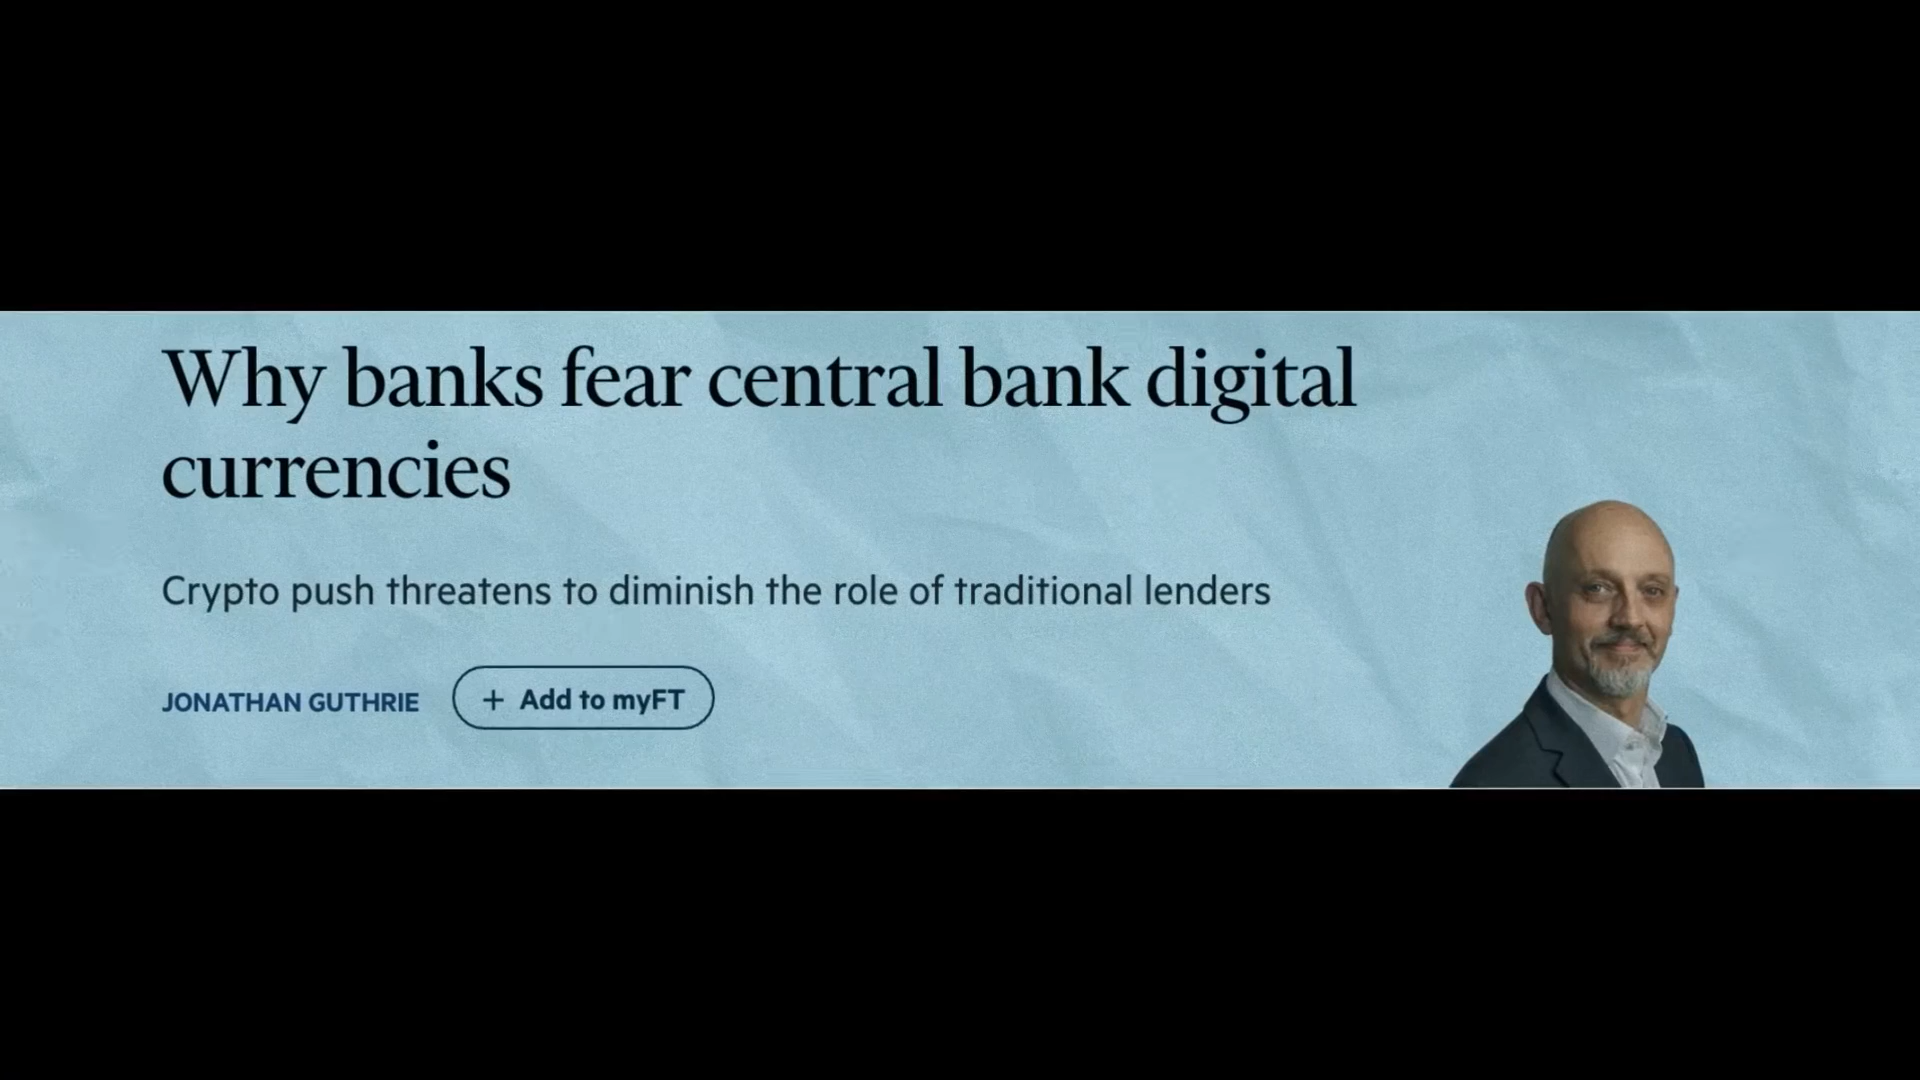 Why banks fear central bank digital
currencies
Crypto push threatens to diminish the role of traditional lenders
JONATHAN GUTHRIE
+ Add to myFT